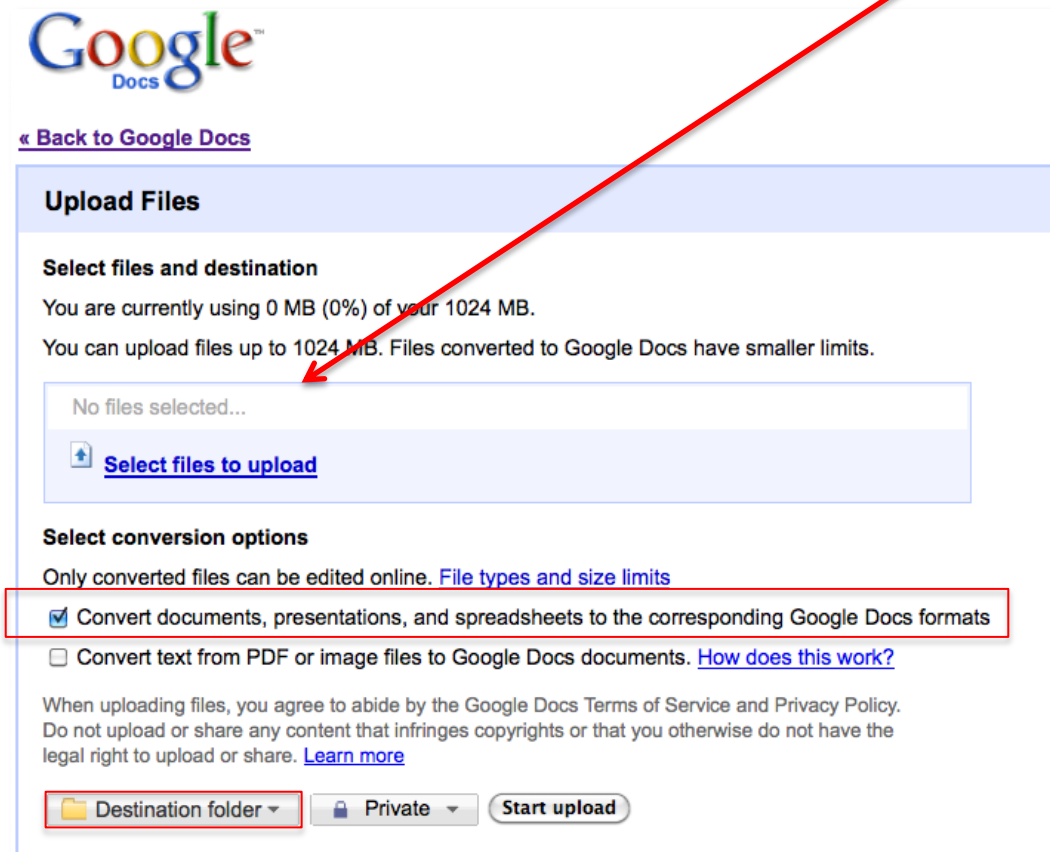 Google™
Docs
« Back to Google Docs
Upload Files
Select files and destination
You are currently using 0 MB (0%) of your 1024 MB.
You can upload files up to 1024 MB. Files converted to Google Docs have smaller limits.
No files selected...
Select files to upload
Select conversion options
Only converted files can be edited online. File types and size limits
Convert documents, presentations, and spreadsheets to the corresponding Google Docs formats
Convert text from PDF or image files to Google Docs documents. How does this work?
When uploading files, you agree to abide by the Google Docs Terms of Service and Privacy Policy.
Do not upload or share any content that infringes copyrights or that you otherwise do not have the
legal right to upload or share. Learn more
Destination folder Private Start upload